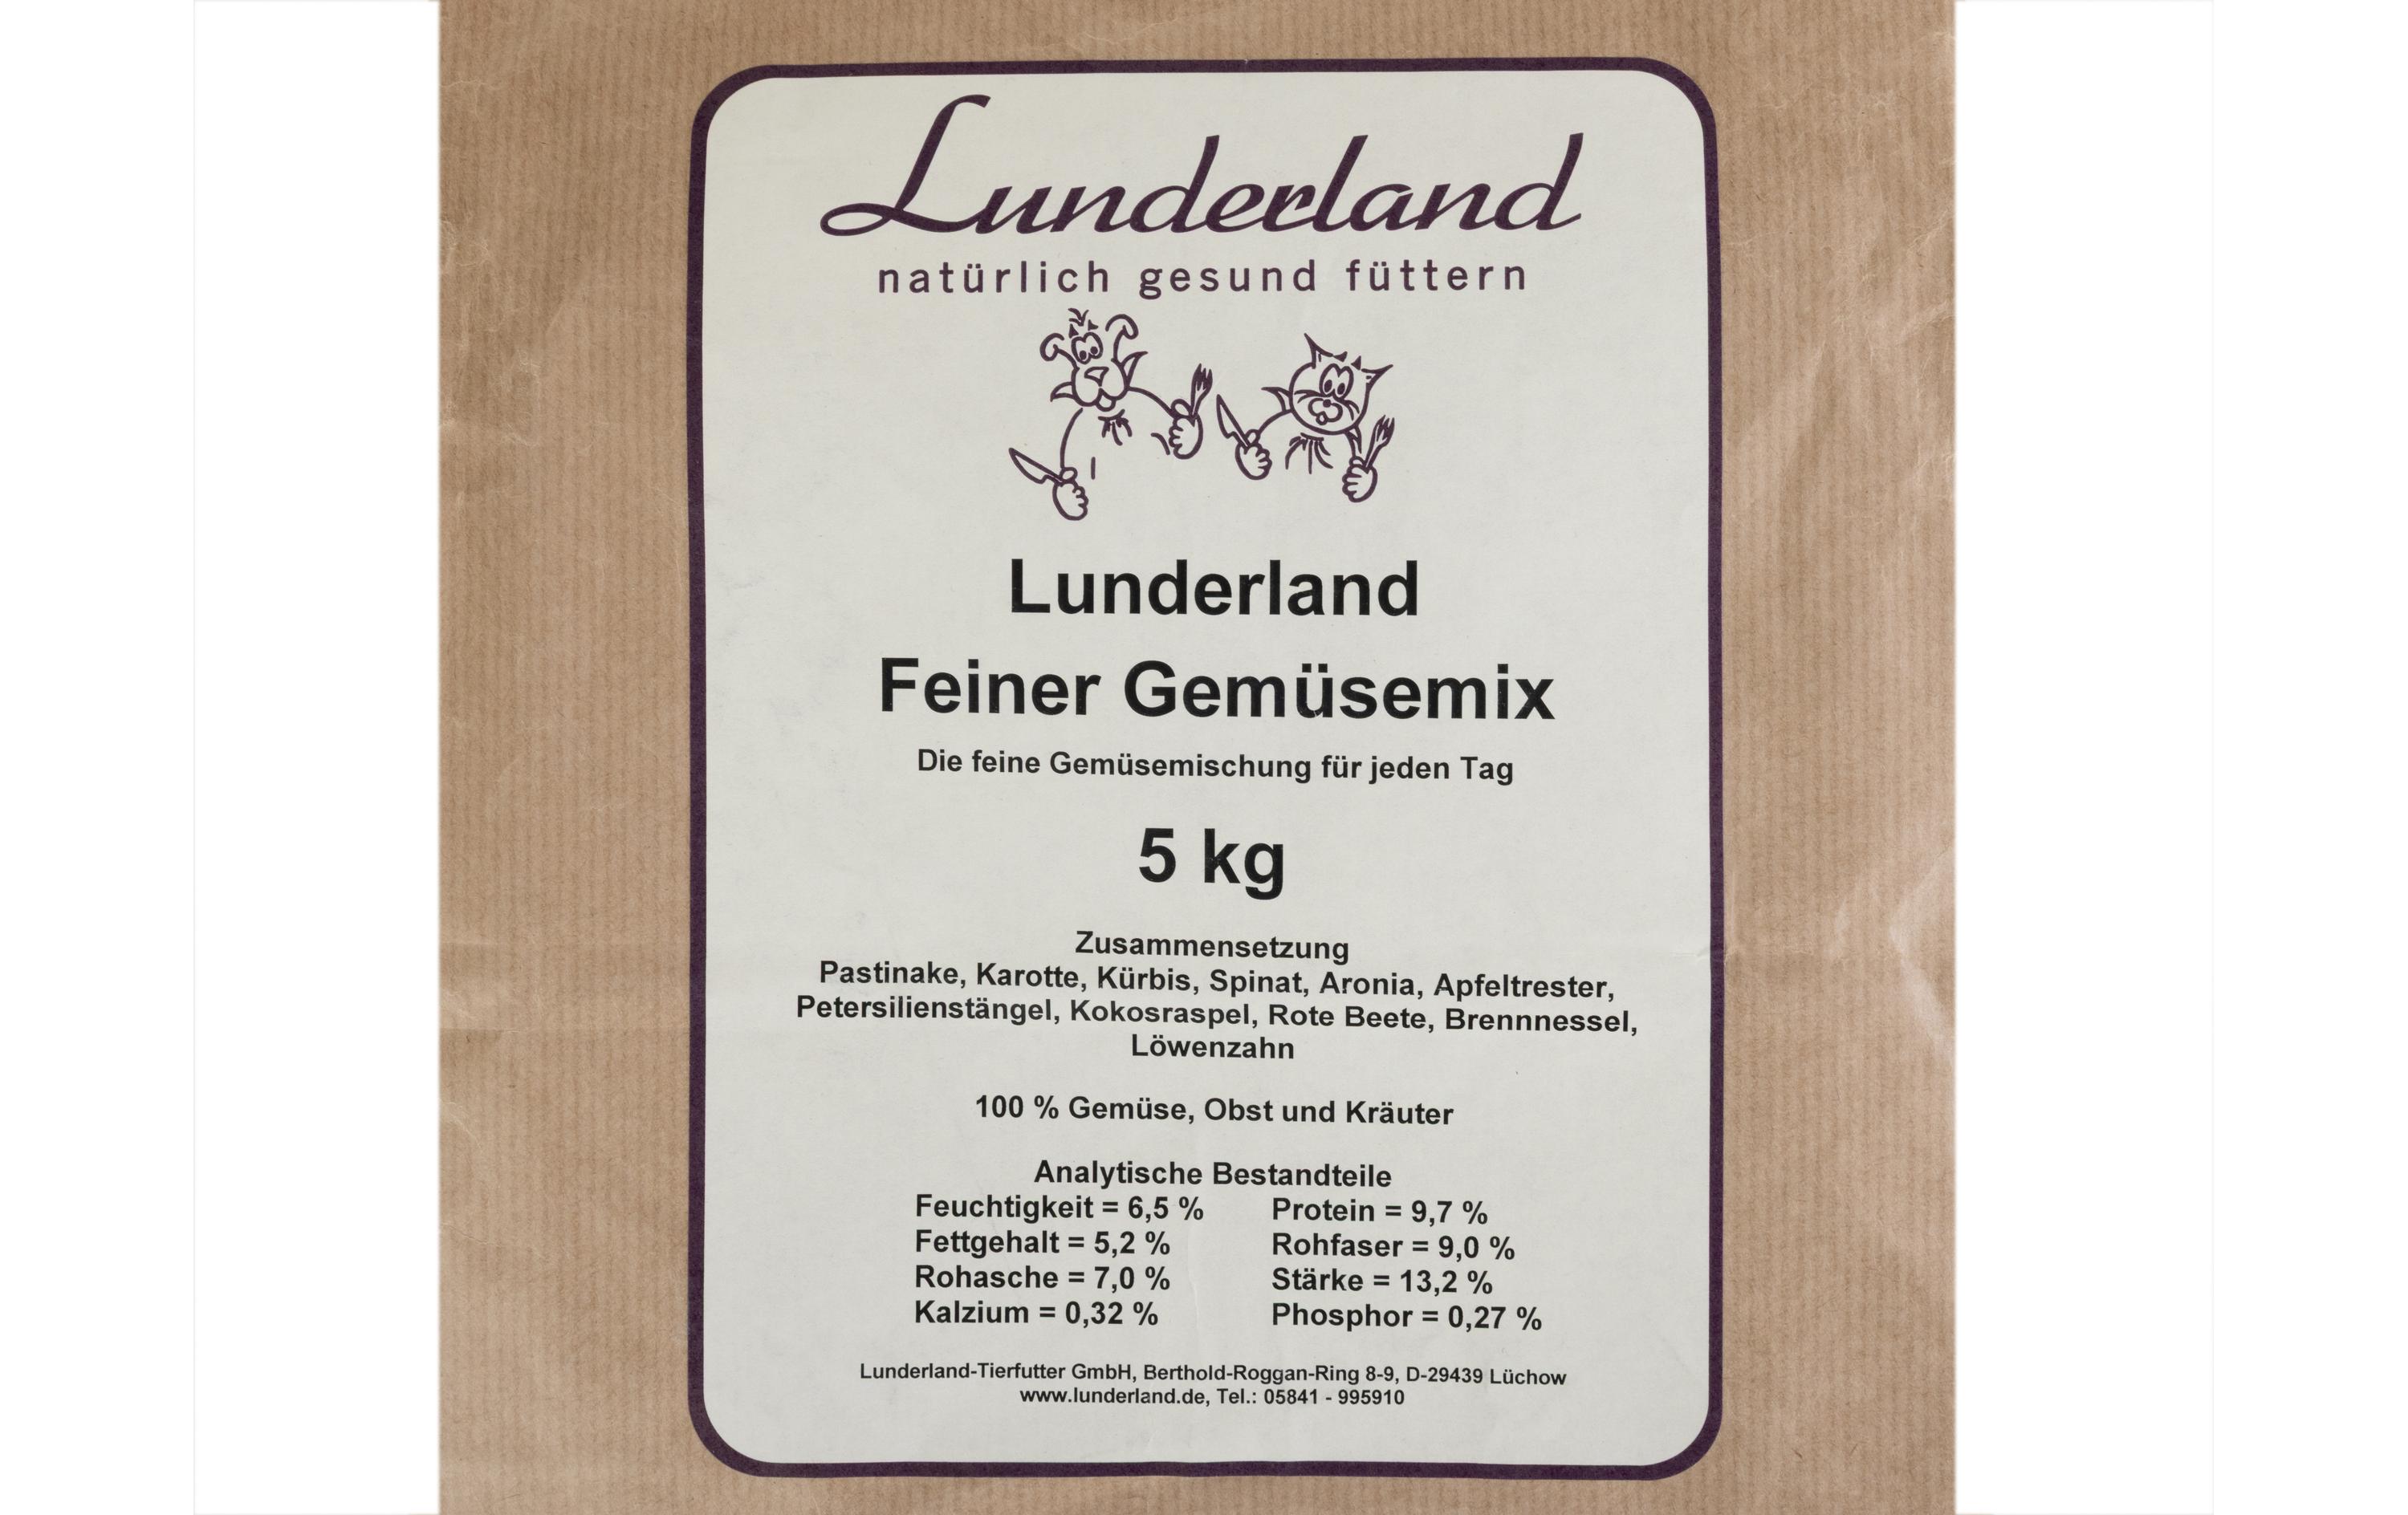 Lunderland
natürlich gesund füttern
Lunderland
Feiner Gemüsemix
Die feine Gemüsemischung für jeden Tag
5 kg
Zusammensetzung
Pastinake, Karotte, Kürbis, Spinat, Aronia, Apfeltrester,
Petersilienstängel, Kokosraspel, Rote Beete, Brennnessel,
Löwenzahn
100 % Gemüse, Obst und Kräuter
Analytische Bestandteile
Feuchtigkeit = 6,5 % Protein = 9,7 %
Fettgehalt = 5,2 % Rohfaser = 9,0 %
Rohasche = 7,0 % Stärke = 13,2 %
Kalzium = 0,32 % Phosphor = 0,27 %
Lunderland-Tierfutter GmbH, Berthold-Roggan-Ring 8-9, D-29439 Lüchow
www.lunderland.de, Tel.: 05841 - 995910